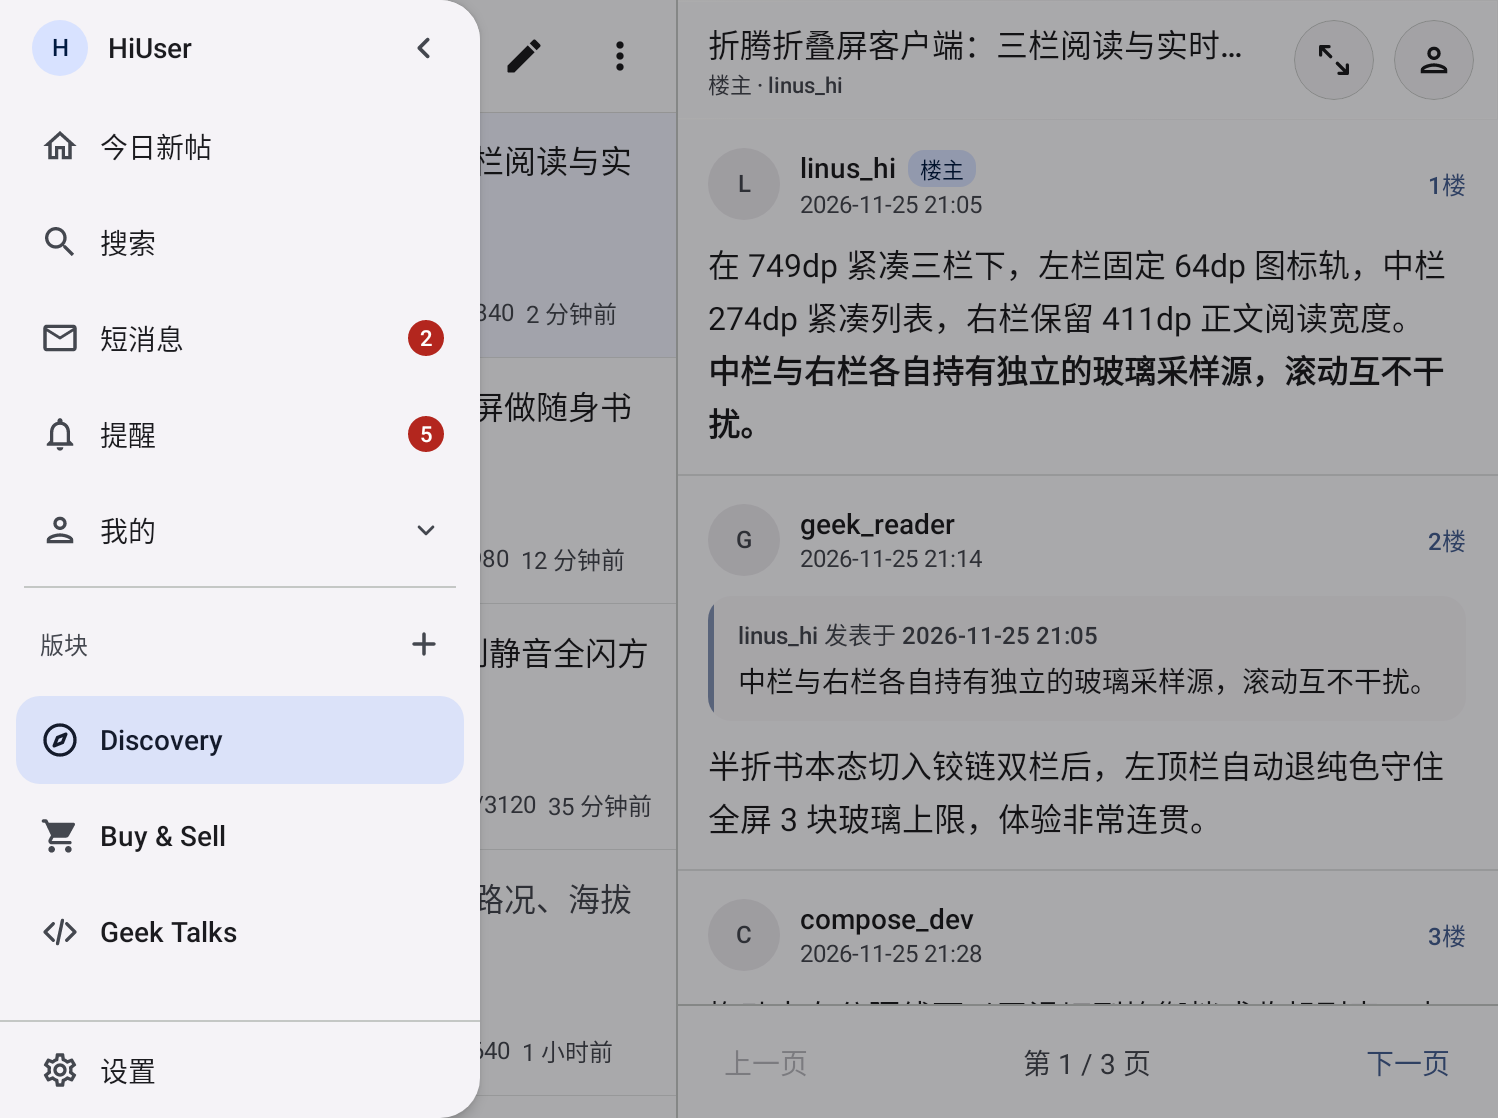 H HiUser
今日新帖
搜索
短消息 2
提醒 5
我的
版块
Discovery
Buy & Sell
Geek Talks
设置
栏阅读与实
340 2 分钟前
屏做随身书
980 12 分钟前
静音全闪方
/3120 35 分钟前
路况、海拔
640 1 小时前
折腾折叠屏客户端：三栏阅读与实时…
楼主 · linus_hi
L linus_hi 楼主 1楼
2026-11-25 21:05
在 749dp 紧凑三栏下，左栏固定 64dp 图标轨，中栏
274dp 紧凑列表，右栏保留 411dp 正文阅读宽度。
中栏与右栏各自持有独立的玻璃采样源，滚动互不干
扰。
G geek_reader 2楼
2026-11-25 21:14
linus_hi 发表于 2026-11-25 21:05
中栏与右栏各自持有独立的玻璃采样源，滚动互不干扰。
半折书本态切入铰链双栏后，左顶栏自动退纯色守住
全屏 3 块玻璃上限，体验非常连贯。
C compose_dev 3楼
2026-11-25 21:28
上一页 第 1 / 3 页 下一页